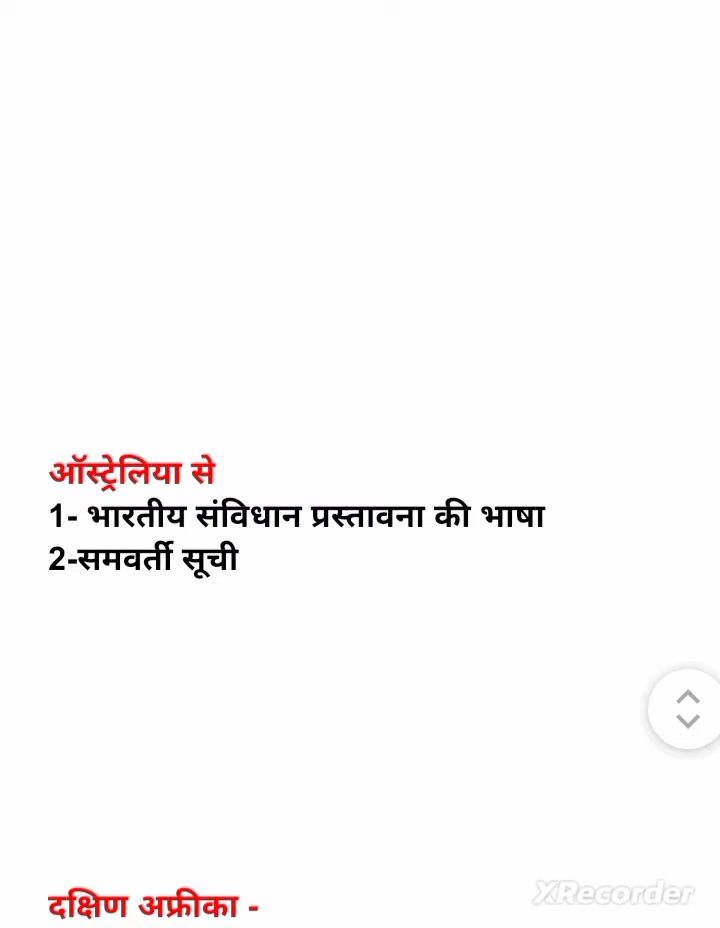 ऑस्ट्रेलिया से
1- भारतीय संविधान प्रस्तावना की भाषा
2-समवर्ती सूची
दक्षिण अफ्रीका -
XRecorder